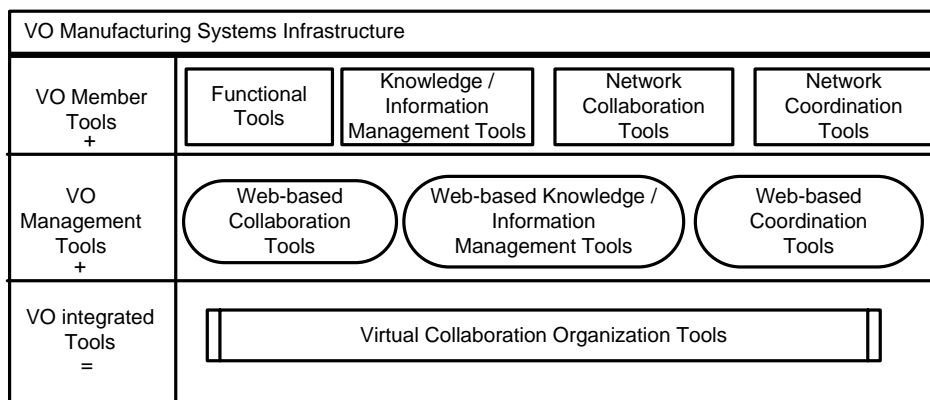 VO Manufacturing Systems Infrastructure
VO Member
Tools
+
Functional
Tools
Knowledge /
Information
Management Tools
Network
Collaboration
Tools
Network
Coordination
Tools
VO
Management
Tools
+
Web-based
Collaboration
Tools
Web-based Knowledge /
Information
Management Tools
Web-based
Coordination
Tools
VO integrated
Tools
=
Virtual Collaboration Organization Tools